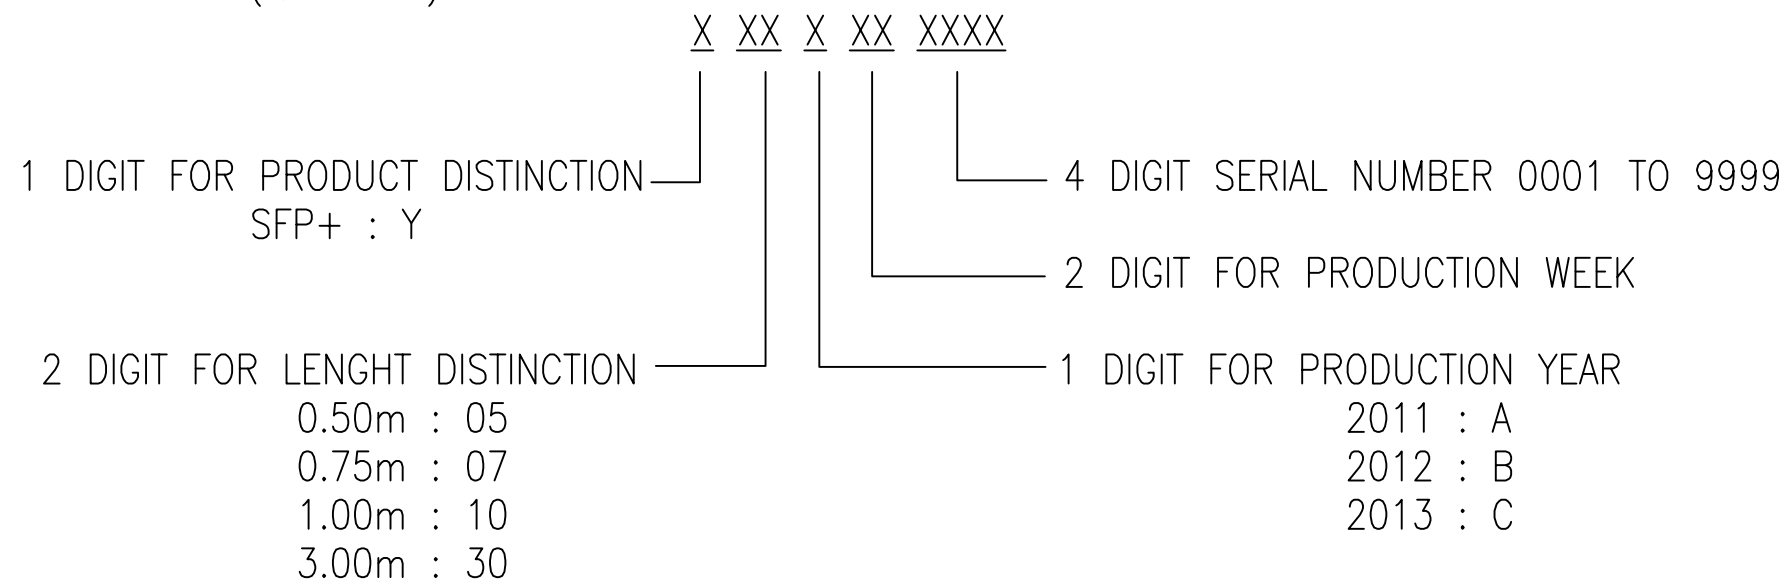 X XX X XX XXXX
1 DIGIT FOR PRODUCT DISTINCTION
SFP+ : Y
4 DIGIT SERIAL NUMBER 0001 TO 9999
2 DIGIT FOR PRODUCTION WEEK
2 DIGIT FOR LENGHT DISTINCTION
0.50m : 05
0.75m : 07
1.00m : 10
3.00m : 30
1 DIGIT FOR PRODUCTION YEAR
2011 : A
2012 : B
2013 : C